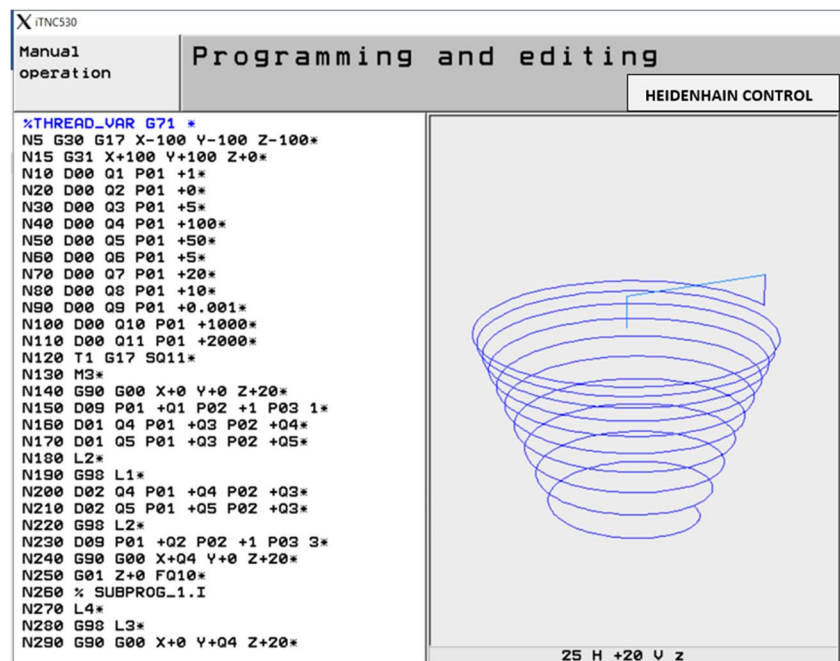 iTNC530
Manual
operation
Programming and editing
HEIDENHAIN CONTROL
%THREAD_VAR G71 *
N5 G30 G17 X-100 Y-100 Z-100*
N15 G31 X+100 Y+100 Z+0*
N10 D00 Q1 P01 +1*
N20 D00 Q2 P01 +0*
N30 D00 Q3 P01 +5*
N40 D00 Q4 P01 +100*
N50 D00 Q5 P01 +50*
N60 D00 Q6 P01 +5*
N70 D00 Q7 P01 +20*
N80 D00 Q8 P01 +10*
N90 D00 Q9 P01 +0.001*
N100 D00 Q10 P01 +1000*
N110 D00 Q11 P01 +2000*
N120 T1 G17 SQ11*
N130 M3*
N140 G90 G00 X+0 Y+0 Z+20*
N150 D09 P01 +Q1 P02 +1 P03 1*
N160 D01 Q4 P01 +Q3 P02 +Q4*
N170 D01 Q5 P01 +Q3 P02 +Q5*
N180 L2*
N190 G98 L1*
N200 D02 Q4 P01 +Q4 P02 +Q3*
N210 D02 Q5 P01 +Q5 P02 +Q3*
N220 G98 L2*
N230 D09 P01 +Q2 P02 +1 P03 3*
N240 G90 G00 X+Q4 Y+0 Z+20*
N250 G01 Z+0 FQ10*
N260 % SUBPROG_1.I
N270 L4*
N280 G98 L3*
N290 G90 G00 X+0 Y+Q4 Z+20*
25 H +20 V z